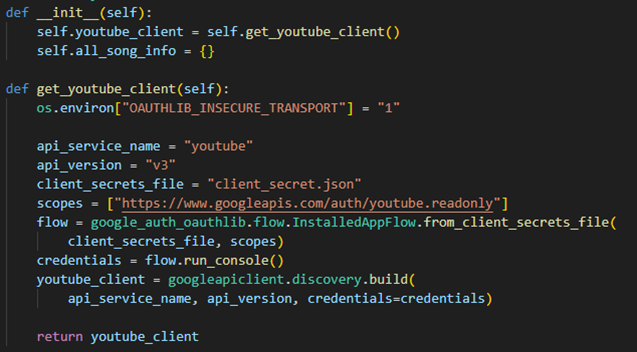 def __init__(self):
    self.youtube_client = self.get_youtube_client()
    self.all_song_info = {}

def get_youtube_client(self):
    os.environ["OAUTHLIB_INSECURE_TRANSPORT"] = "1"

    api_service_name = "youtube"
    api_version = "v3"
    client_secrets_file = "client_secret.json"
    scopes = ["https://www.googleapis.com/auth/youtube.readonly"]
    flow = google_auth_oauthlib.flow.InstalledAppFlow.from_client_secrets_file(
        client_secrets_file, scopes)
    credentials = flow.run_console()
    youtube_client = googleapiclient.discovery.build(
        api_service_name, api_version, credentials=credentials)

    return youtube_client